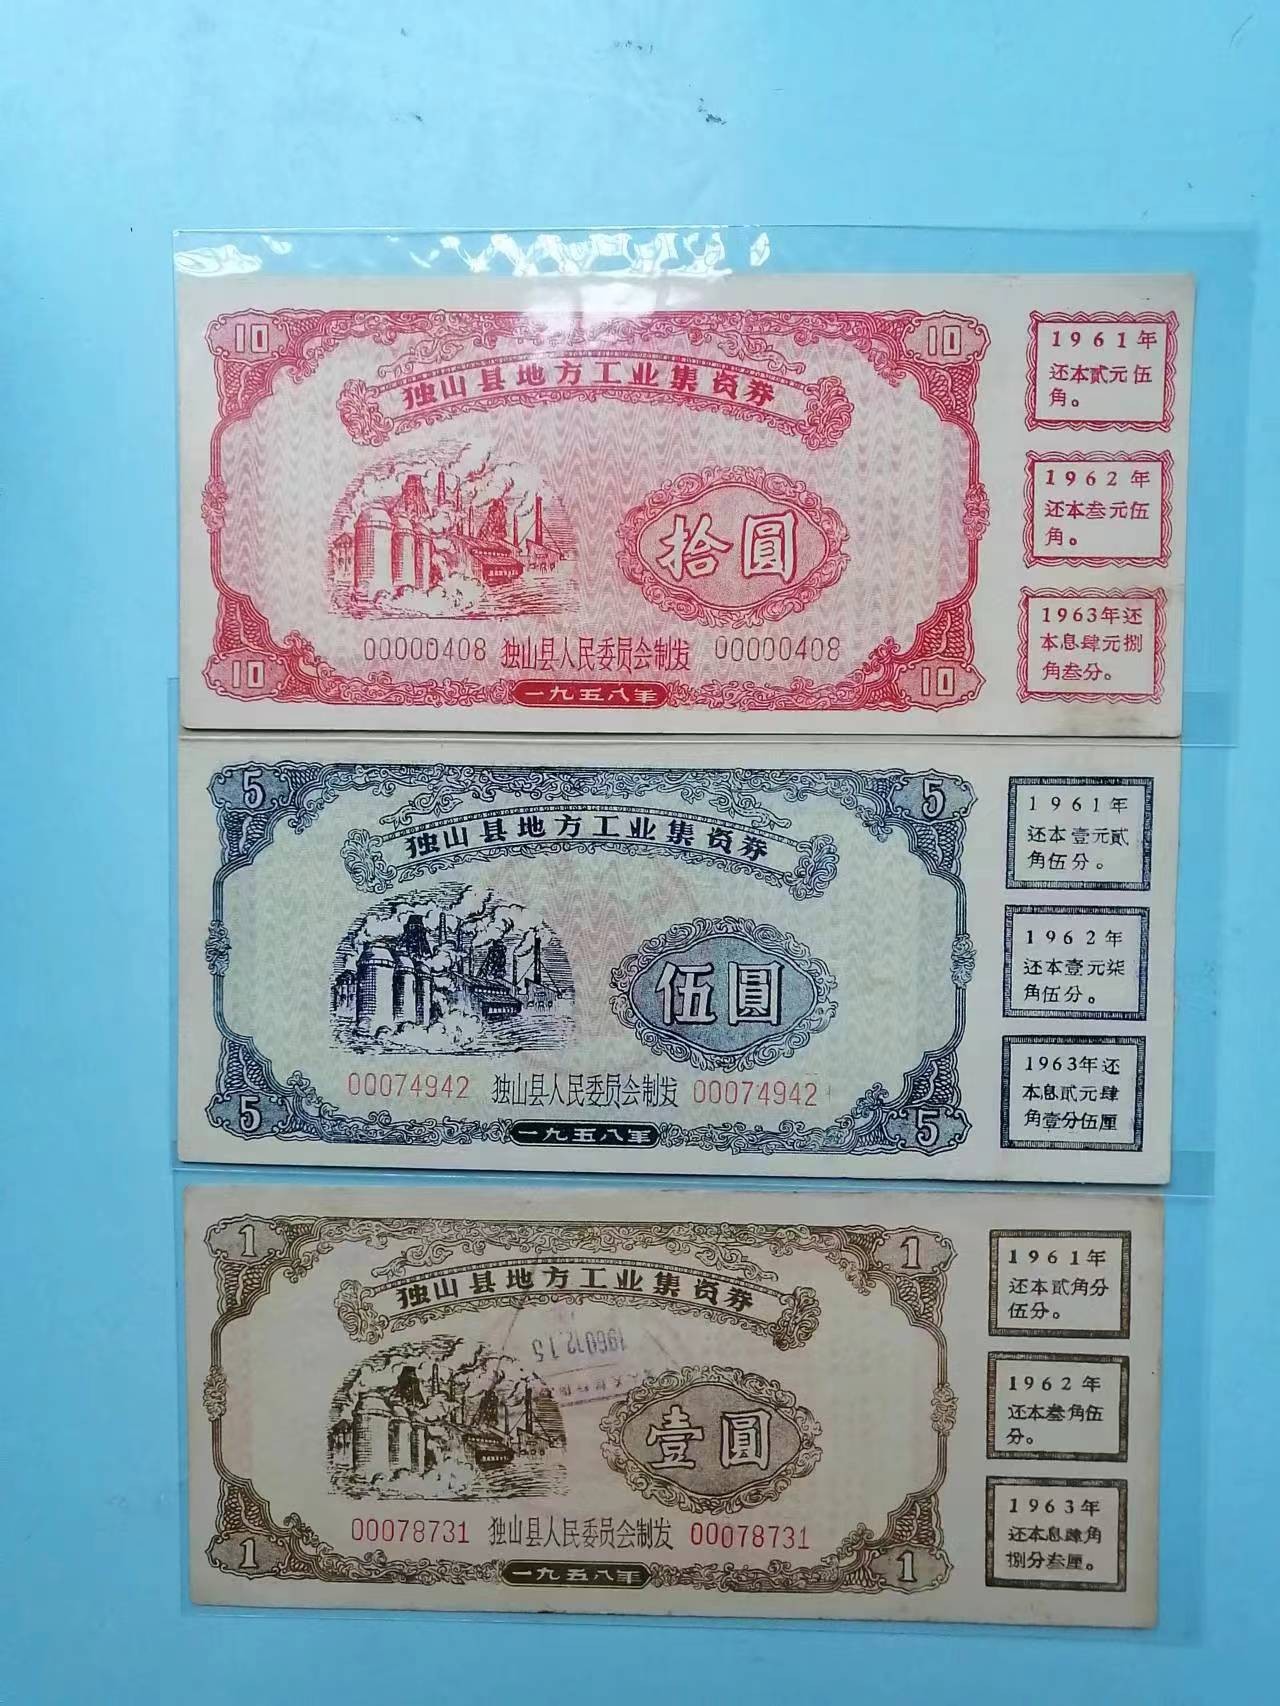 10
10
独山县地方工业集资券
拾圓
00000408 独山县人民委员会制发 00000408
10
一九五八年
10
1961年
还本贰元伍
角。
1962年
还本叁元伍
角。
1963年还
本息肆元捌
角叁分。
5
5
独山县地方工业集资券
伍圓
00074942 独山县人民委员会制发 00074942
5
一九五八年
5
1961年
还本壹元贰
角伍分。
1962年
还本壹元柒
角伍分。
1963年还
本息贰元肆
角壹分伍厘
1
1
独山县地方工业集资券
1960.12.15
壹圓
00078731 独山县人民委员会制发 00078731
1
一九五八年
1
1961年
还本贰角分
伍分。
1962年
还本叁角伍
分。
1963年
还本息肆角
捌分叁厘。